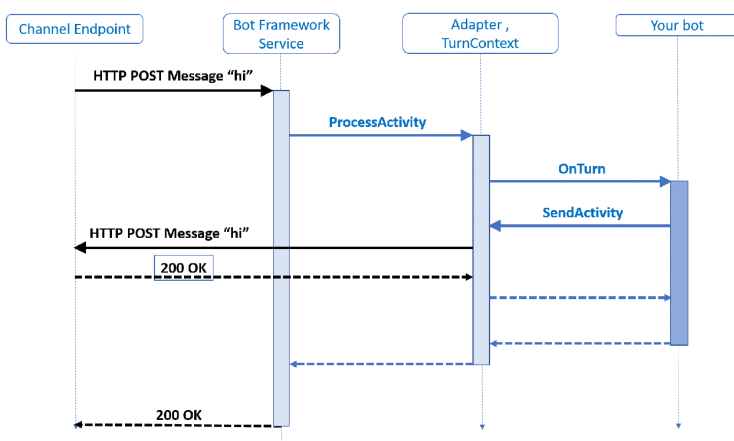 Channel Endpoint
Bot Framework
Service
Adapter ,
TurnContext
Your bot
HTTP POST Message “hi”
ProcessActivity
OnTurn
SendActivity
HTTP POST Message “hi”
200 OK
200 OK